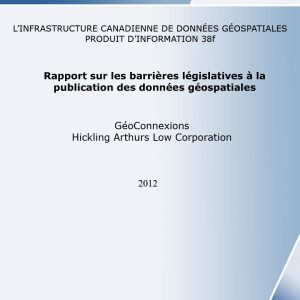 L'INFRASTRUCTURE CANADIENNE DE DONNÉES GÉOSPATIALES
PRODUIT D'INFORMATION 38f
Rapport sur les barrières législatives à la
publication des données géospatiales
GéoConnexions
Hickling Arthurs Low Corporation
2012